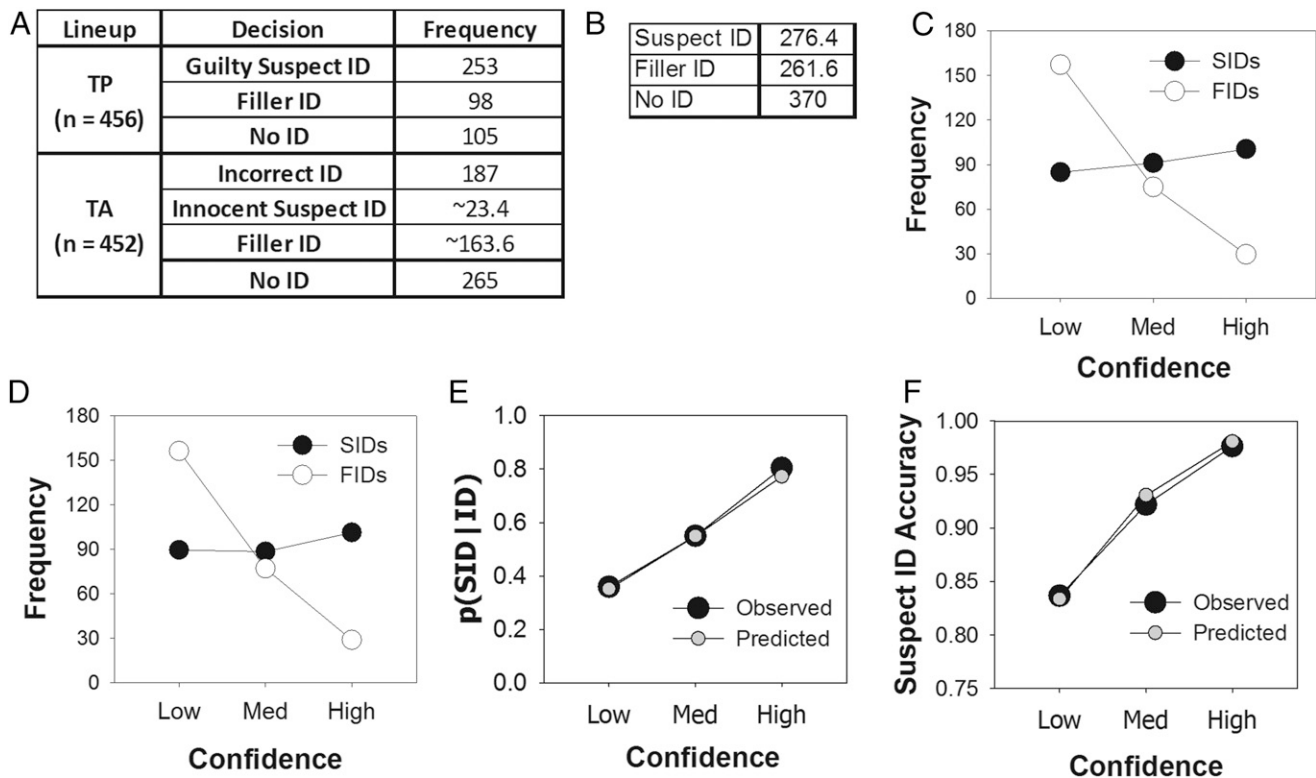 A
Lineup Decision Frequency
TP
(n = 456)
Guilty Suspect ID 253
Filler ID 98
No ID 105
TA
(n = 452)
Incorrect ID 187
Innocent Suspect ID ~23.4
Filler ID ~163.6
No ID 265
B
Suspect ID 276.4
Filler ID 261.6
No ID 370
C
180
150
120
90
60
30
0
Frequency
SIDs
FIDs
Low Med High
Confidence
D
180
150
120
90
60
30
0
Frequency
SIDs
FIDs
Low Med High
Confidence
E
1.0
0.8
0.6
0.4
0.2
0.0
p(SID | ID)
Observed
Predicted
Low Med High
Confidence
F
1.00
0.95
0.90
0.85
0.80
0.75
Suspect ID Accuracy
Observed
Predicted
Low Med High
Confidence